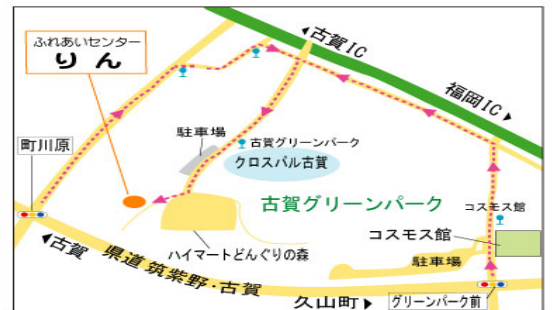 ふれあいセンター
りん
◀古賀IC
福岡IC▶
町川原
駐車場
古賀グリーンパーク
クロスパル古賀
古賀グリーンパーク
コスモス館
コスモス館
駐車場
ハイマートどんぐりの森
◀古賀 県道 筑紫野・古賀
久山町▶
グリーンパーク前